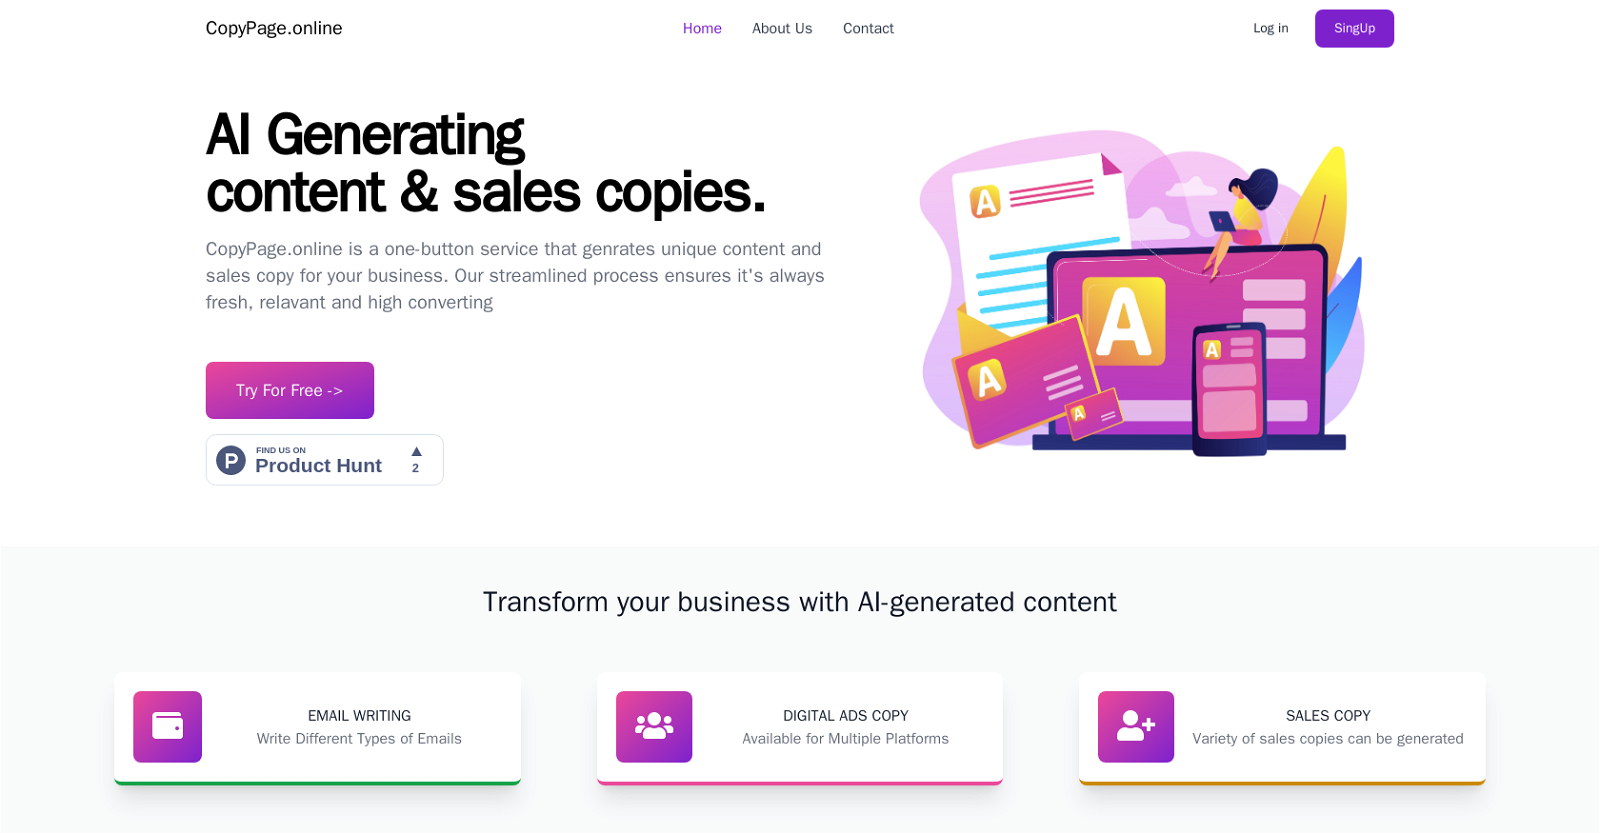 CopyPage.online
Home
About Us
Contact
Log in
SingUp
AI Generating
content & sales copies.
CopyPage.online is a one-button service that genrates unique content and
sales copy for your business. Our streamlined process ensures it's always
fresh, relavant and high converting
Try For Free ->
P
FIND US ON
Product Hunt
▲
2
A
A
A
A
A
Transform your business with AI-generated content
EMAIL WRITING
Write Different Types of Emails
DIGITAL ADS COPY
Available for Multiple Platforms
SALES COPY
Variety of sales copies can be generated